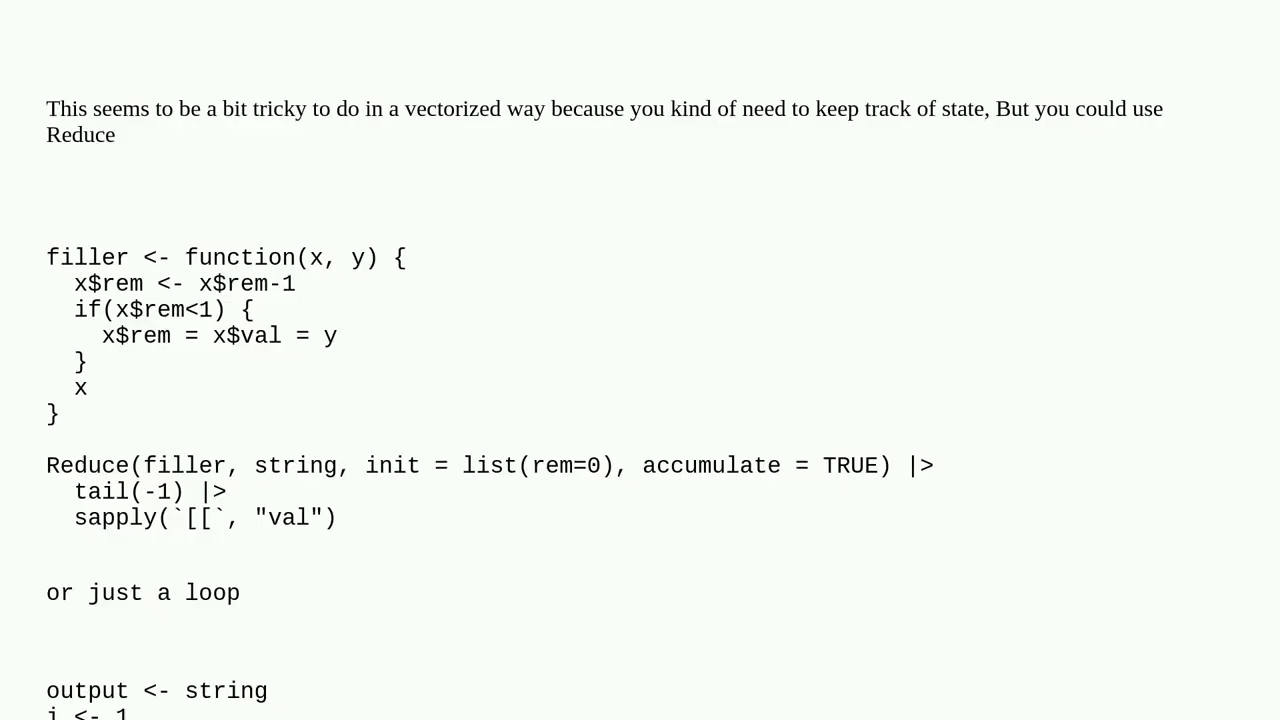 This seems to be a bit tricky to do in a vectorized way because you kind of need to keep track of state, But you could use
Reduce
filler <- function(x, y) {
  x$rem <- x$rem-1
  if(x$rem<1) {
    x$rem = x$val = y
  }
  x
}
Reduce(filler, string, init = list(rem=0), accumulate = TRUE) |>
  tail(-1) |>
  sapply(`[[`, "val")
or just a loop
output <- string
i <- 1